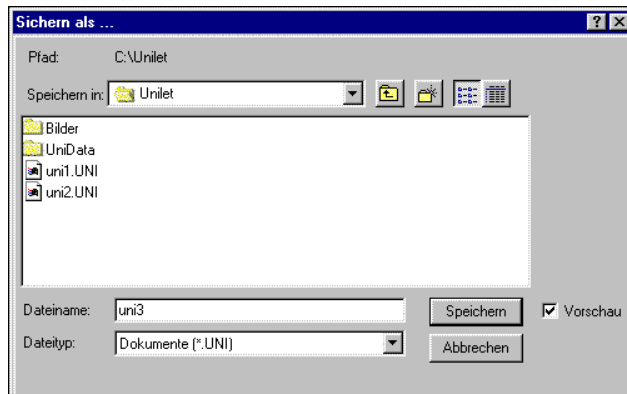 Sichern als ...
Pfad: C:\Unilet
Speichern in: Unilet
Bilder
UniData
uni1.UNI
uni2.UNI
Dateiname: uni3 Speichern Vorschau
Dateityp: Dokumente (*.UNI) Abbrechen